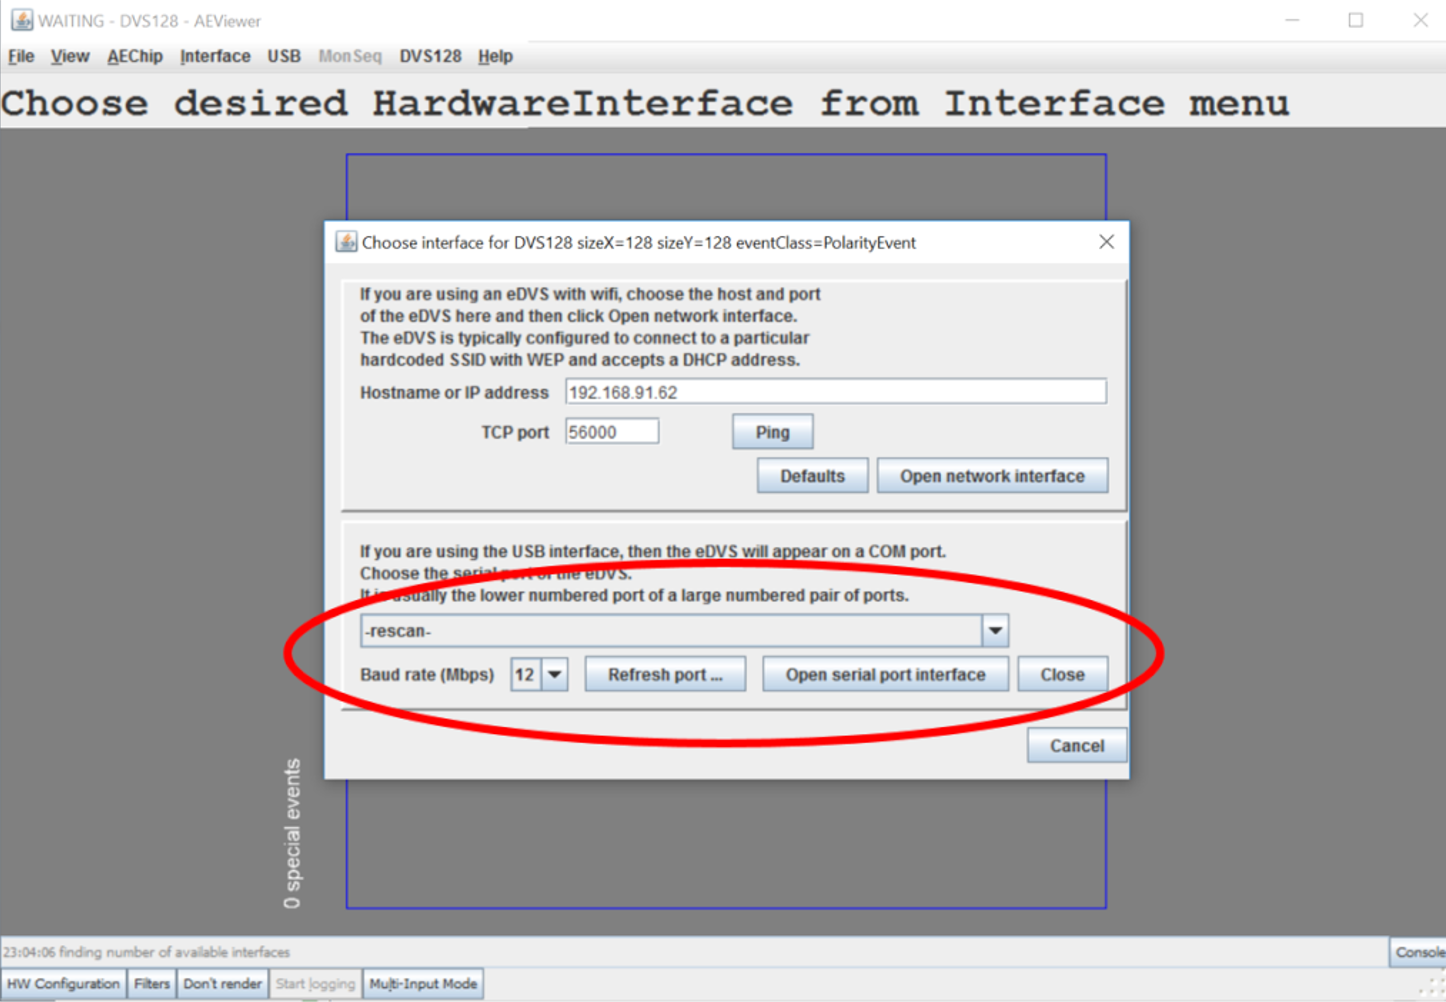 WAITING - DVS128 - AEViewer
File View AEChip Interface USB MonSeq DVS128 Help
Choose desired HardwareInterface from Interface menu
Choose interface for DVS128 sizeX=128 sizeY=128 eventClass=PolarityEvent
If you are using an eDVS with wifi, choose the host and port
of the eDVS here and then click Open network interface.
The eDVS is typically configured to connect to a particular
hardcoded SSID with WEP and accepts a DHCP address.
Hostname or IP address 192.168.91.62
TCP port 56000 Ping
Defaults Open network interface
If you are using the USB interface, then the eDVS will appear on a COM port.
Choose the serial port of the eDVS.
It is usually the lower numbered port of a large numbered pair of ports.
-rescan-
Baud rate (Mbps) 12 Refresh port ... Open serial port interface Close
Cancel
0 special events
23:04:06 finding number of available interfaces
Console
HW Configuration Filters Don't render Start logging Multi-Input Mode